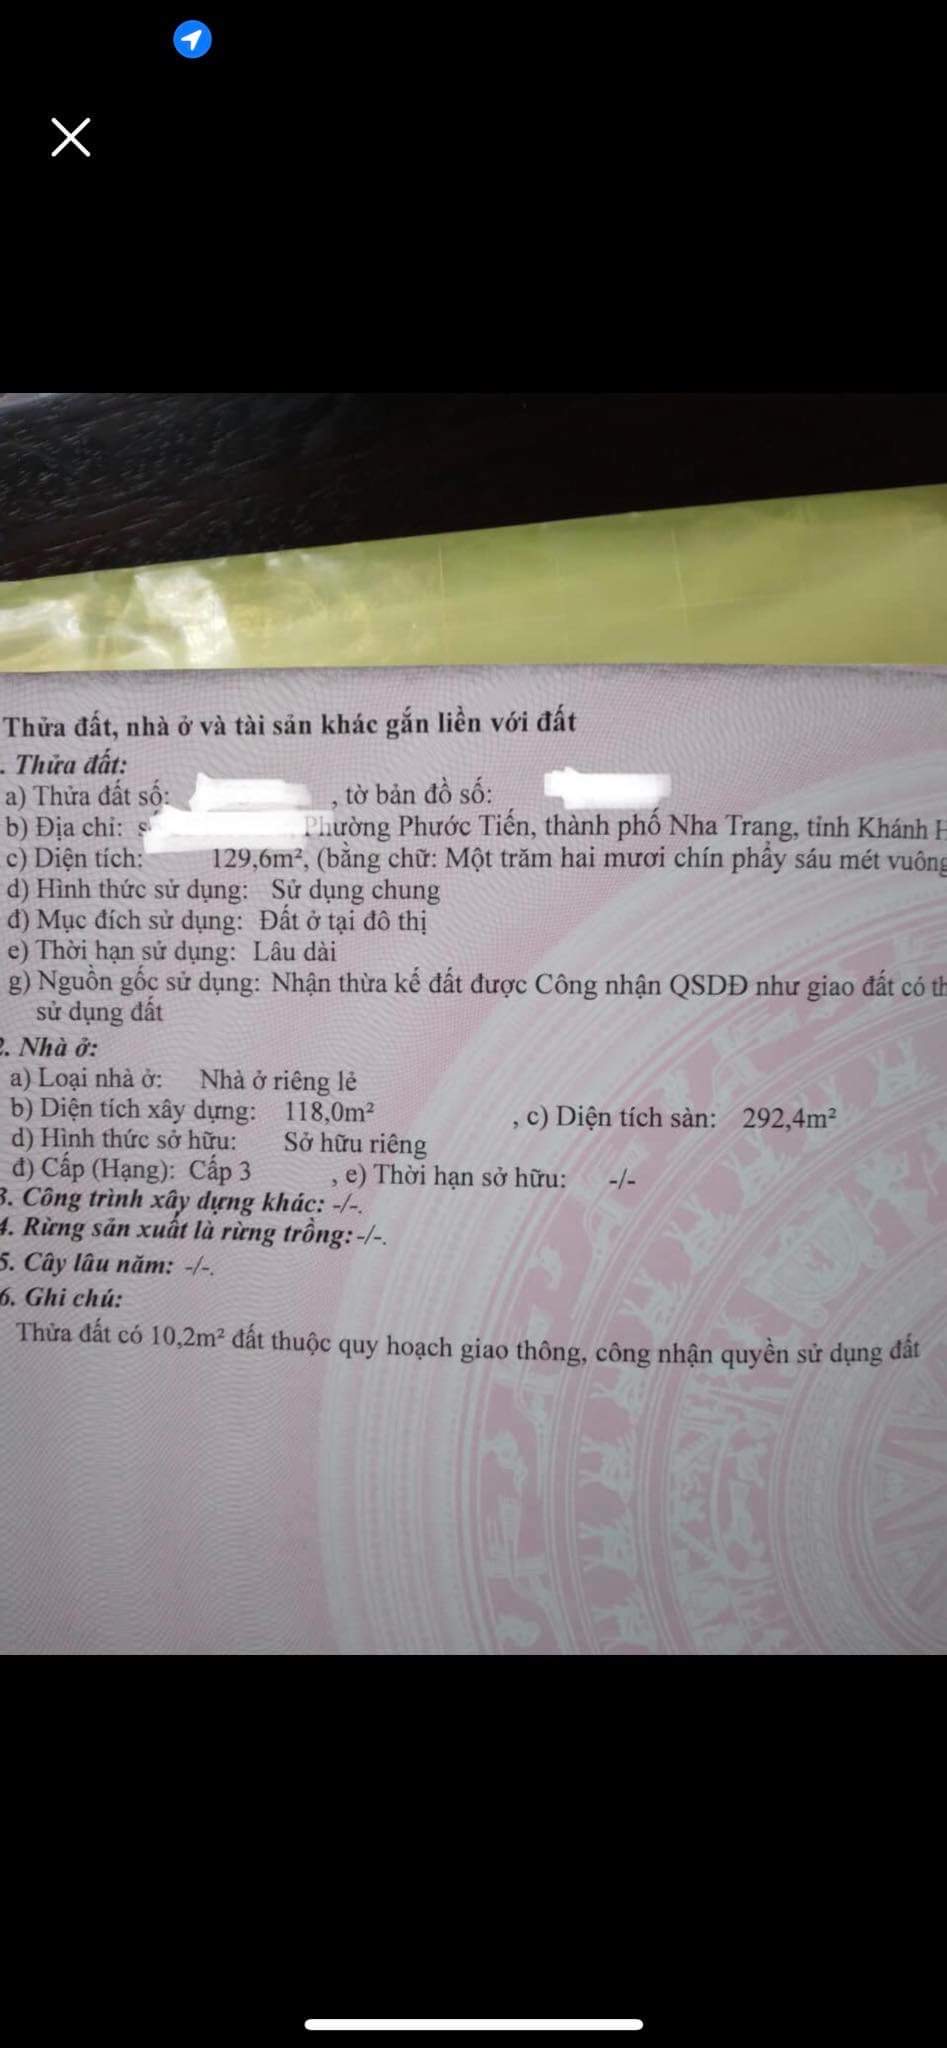 Thửa đất, nhà ở và tài sản khác gắn liền với đất
. Thửa đất:
a) Thửa đất số: , tờ bản đồ số:
b) Địa chỉ: Phường Phước Tiến, thành phố Nha Trang, tỉnh Khánh
c) Diện tích: 129,6m², (bằng chữ: Một trăm hai mươi chín phẩy sáu mét vuông
d) Hình thức sử dụng: Sử dụng chung
đ) Mục đích sử dụng: Đất ở tại đô thị
e) Thời hạn sử dụng: Lâu dài
g) Nguồn gốc sử dụng: Nhận thừa kế đất được Công nhận QSDĐ như giao đất có
sử dụng đất
2. Nhà ở:
a) Loại nhà ở: Nhà ở riêng lẻ
b) Diện tích xây dựng: 118,0m² , c) Diện tích sàn: 292,4m²
d) Hình thức sở hữu: Sở hữu riêng
đ) Cấp (Hạng): Cấp 3 , e) Thời hạn sở hữu: -/-
3. Công trình xây dựng khác: -/-.
4. Rừng sản xuất là rừng trồng: -/-.
5. Cây lâu năm: -/-.
6. Ghi chú:
Thửa đất có 10,2m² đất thuộc quy hoạch giao thông, công nhận quyền sử dụng đất